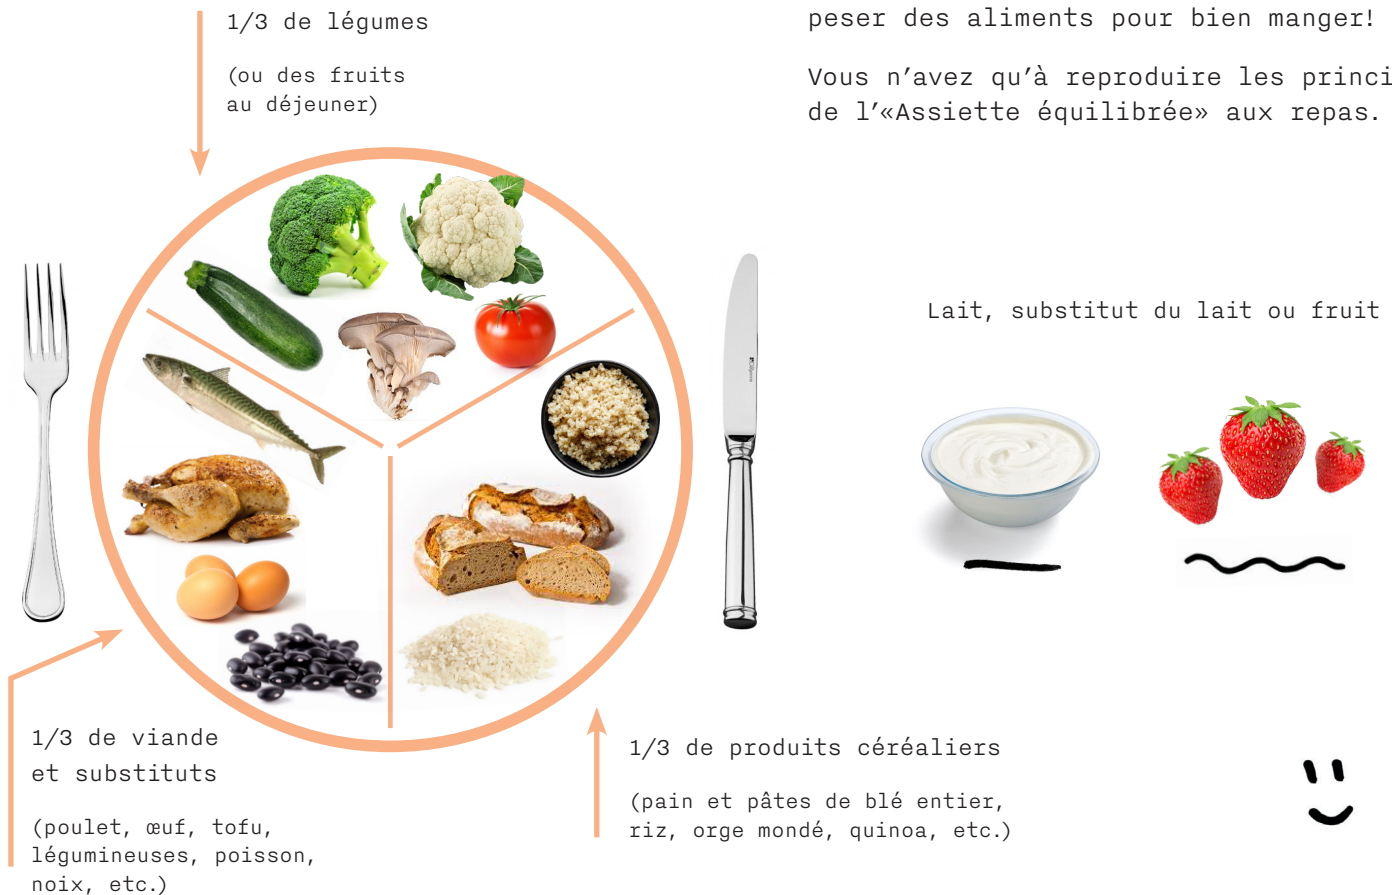 1/3 de légumes
(ou des fruits
au déjeuner)
peser des aliments pour bien manger!
Vous n’avez qu’à reproduire les princi
de l’«Assiette équilibrée» aux repas.
Lait, substitut du lait ou fruit
1/3 de viande
et substituts
(poulet, œuf, tofu,
légumineuses, poisson,
noix, etc.)
1/3 de produits céréaliers
(pain et pâtes de blé entier,
riz, orge mondé, quinoa, etc.)